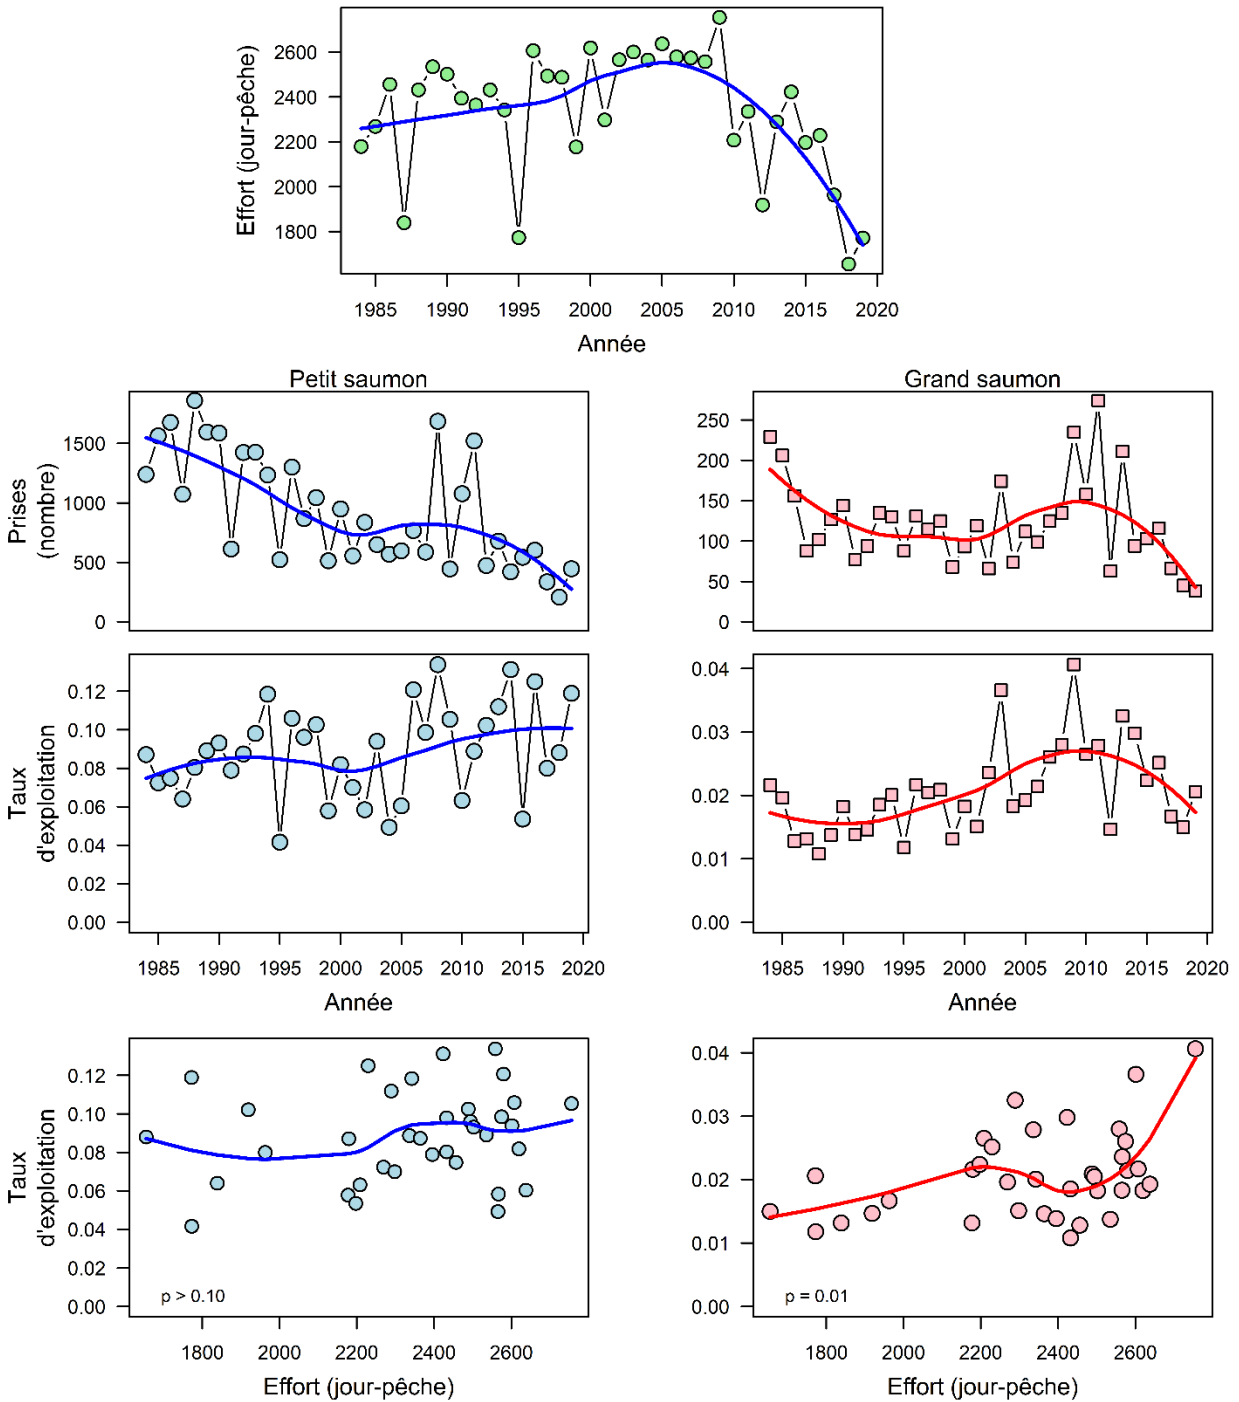 Effort (jour-pêche)
2600
2400
2200
2000
1800
1985 1990 1995 2000 2005 2010 2015 2020
Année
Petit saumon
Prises
(nombre)
1500
1000
500
0
Grand saumon
250
200
150
100
50
0
Taux
d'exploitation
0.12
0.10
0.08
0.06
0.04
0.02
0.00
1985 1990 1995 2000 2005 2010 2015 2020
Année
0.04
0.03
0.02
0.01
0.00
1985 1990 1995 2000 2005 2010 2015 2020
Année
Taux
d'exploitation
0.12
0.10
0.08
0.06
0.04
0.02
0.00
p > 0.10
1800 2000 2200 2400 2600
Effort (jour-pêche)
0.04
0.03
0.02
0.01
0.00
p = 0.01
1800 2000 2200 2400 2600
Effort (jour-pêche)